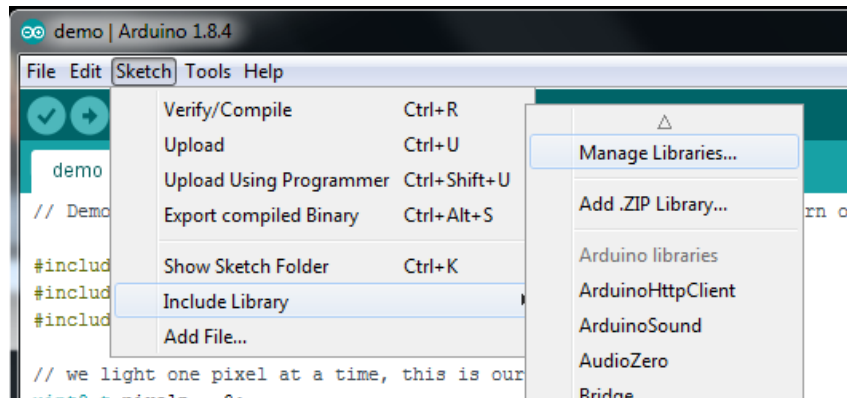 demo | Arduino 1.8.4
File Edit Sketch Tools Help
Verify/Compile Ctrl+R
Upload Ctrl+U
Upload Using Programmer Ctrl+Shift+U
Export compiled Binary Ctrl+Alt+S
Show Sketch Folder Ctrl+K
Include Library
Add File...
Manage Libraries...
Add .ZIP Library...
Arduino libraries
ArduinoHttpClient
ArduinoSound
AudioZero
Bridge
demo
// Demo
#includ
#includ
#includ
// we light one pixel at a time, this is our